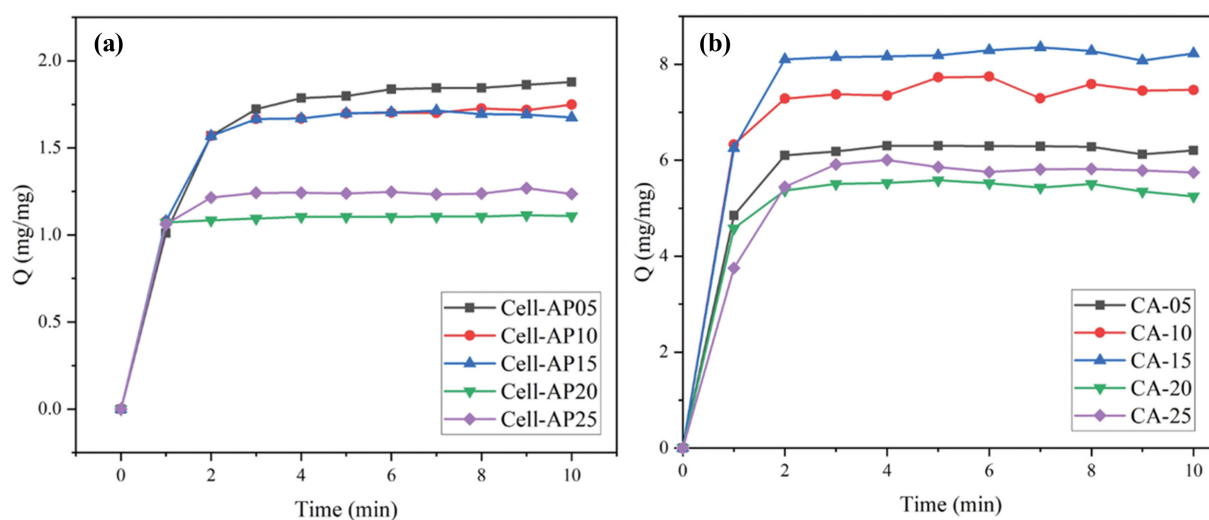 (a)
2.0
1.5
1.0
0.5
0.0
Q (mg/mg)
0 2 4 6 8 10
Time (min)
Cell-AP05
Cell-AP10
Cell-AP15
Cell-AP20
Cell-AP25
(b)
8
6
4
2
0
Q (mg/mg)
0 2 4 6 8 10
Time (min)
CA-05
CA-10
CA-15
CA-20
CA-25